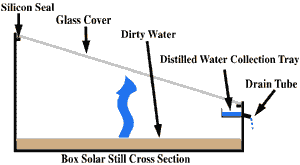 Silicon Seal
Glass Cover
Dirty Water
Distilled Water Collection Tray
Drain Tube
Box Solar Still Cross Section